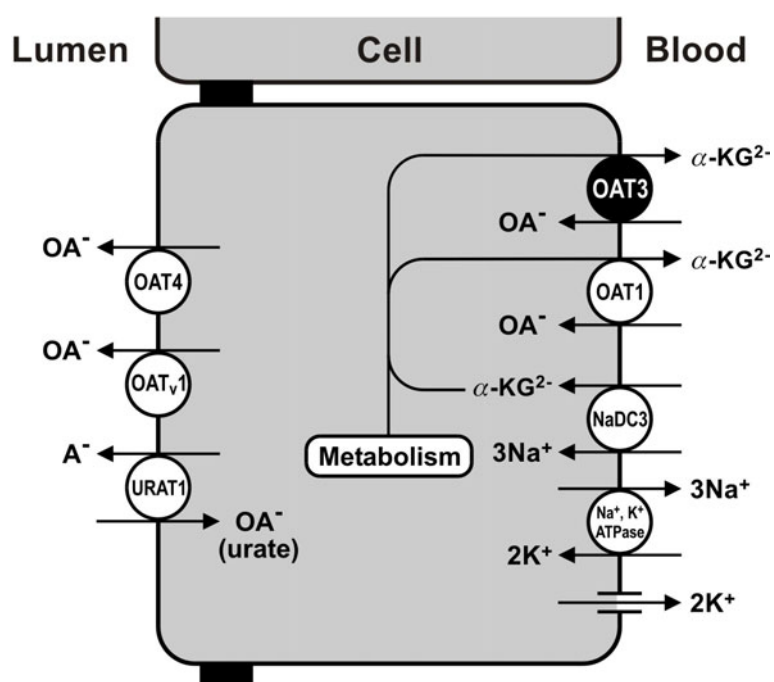 Lumen Cell Blood
α-KG²⁻
OAT3
OA⁻
OA⁻
OAT4
α-KG²⁻
OAT1
OA⁻
OA⁻
OATᵥ1
α-KG²⁻
NaDC3
A⁻
Metabolism
3Na⁺
URAT1
3Na⁺
OA⁻
(urate)
Na⁺, K⁺
ATPase
2K⁺
2K⁺